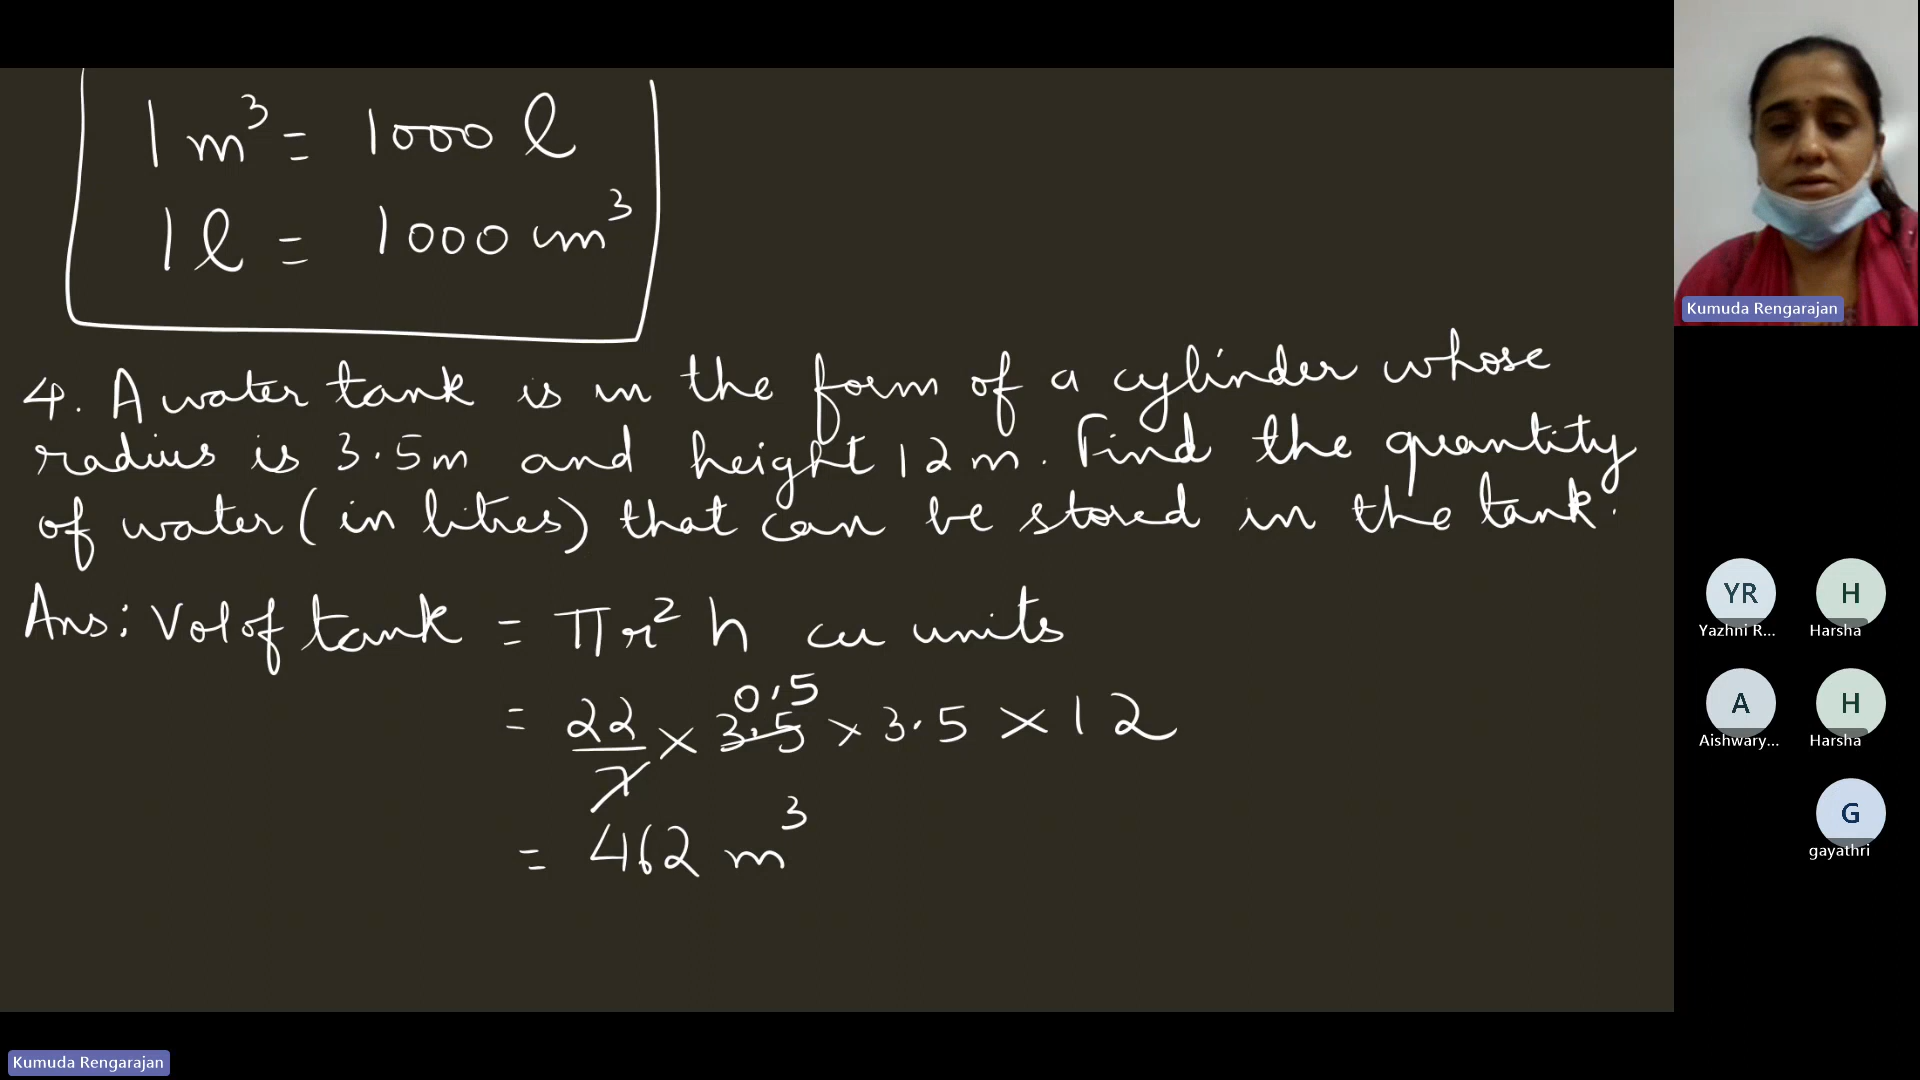 1 m³ = 1000 l
1 l = 1000 cm³
4. A water tank is in the form of a cylinder whose
radius is 3.5m and height 12m. Find the quantity
of water (in litres) that can be stored in the tank.
Ans: Vol of tank = πr² h cu units
0.5
= 22/7 × 3.5 × 3.5 × 12
= 462 m³
Kumuda Rengarajan
YR
H
Yazhni R...
Harsha
A
H
Aishwary...
Harsha
G
gayathri
Kumuda Rengarajan